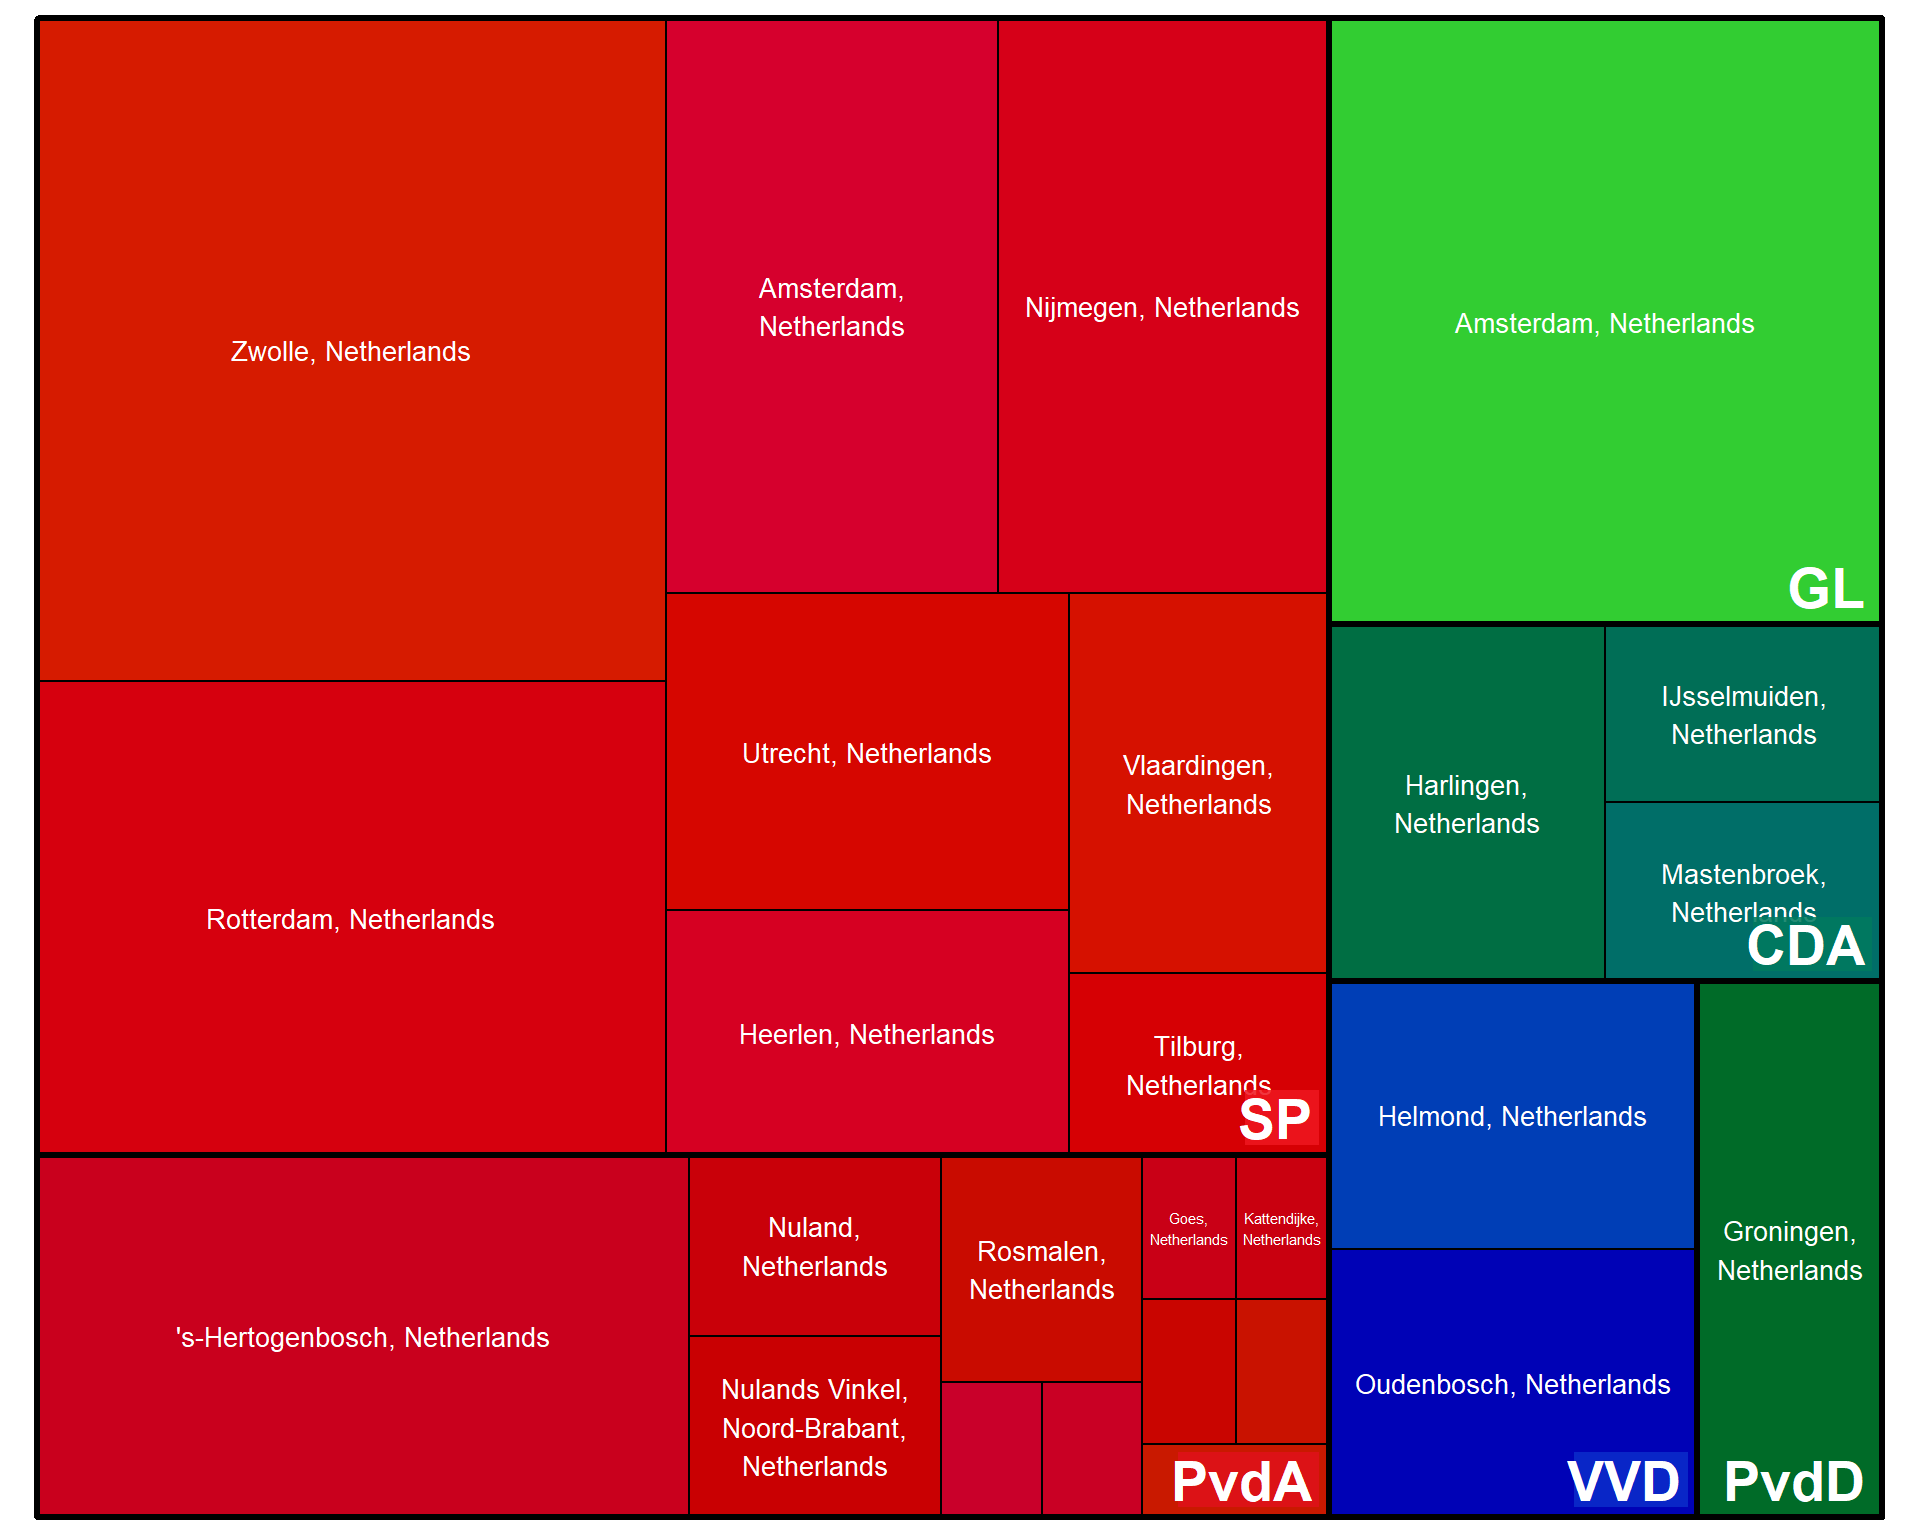 Zwolle, Netherlands
Rotterdam, Netherlands
Amsterdam,
Netherlands
Nijmegen, Netherlands
Utrecht, Netherlands
Vlaardingen,
Netherlands
Heerlen, Netherlands
Tilburg,
Netherlands
SP
's-Hertogenbosch, Netherlands
Nuland,
Netherlands
Nulands Vinkel,
Noord-Brabant,
Netherlands
Rosmalen,
Netherlands
Goes,
Netherlands
Kattendijke,
Netherlands
PvdA
Amsterdam, Netherlands
GL
Harlingen,
Netherlands
IJsselmuiden,
Netherlands
Mastenbroek,
Netherlands
CDA
Helmond, Netherlands
Oudenbosch, Netherlands
VVD
Groningen,
Netherlands
PvdD